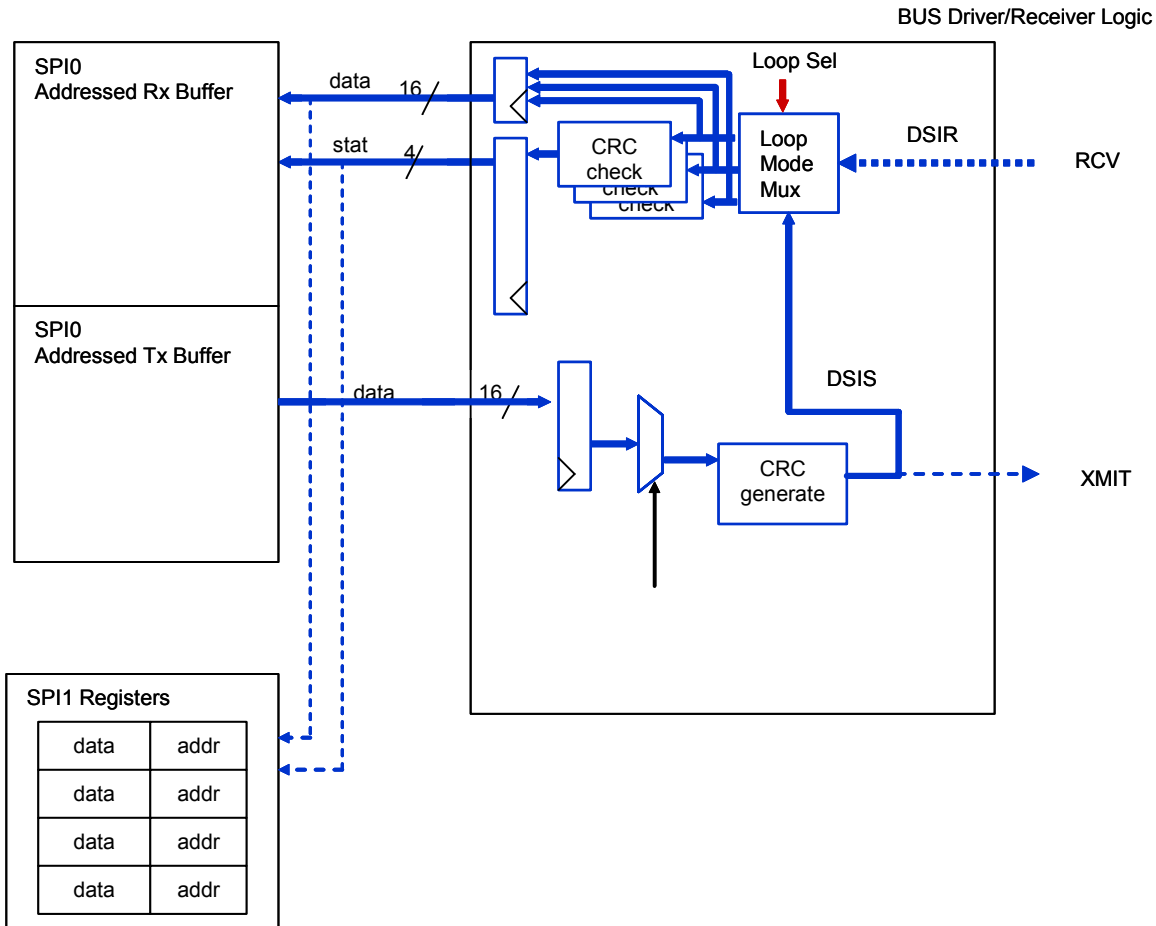 BUS Driver/Receiver Logic
SPI0
Addressed Rx Buffer
data
16
stat
4
CRC
check
check
check
Loop Sel
Loop
Mode
Mux
DSIR
RCV
SPI0
Addressed Tx Buffer
data
16
DSIS
CRC
generate
XMIT
SPI1 Registers
data addr
data addr
data addr
data addr